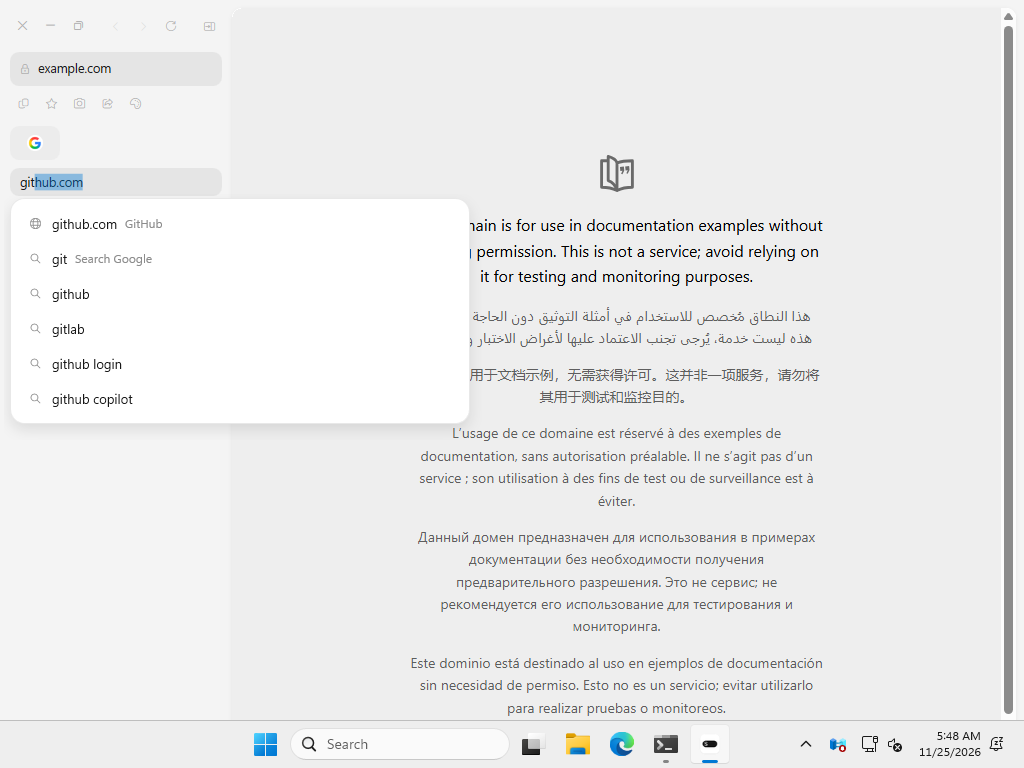 example.com
github.com
github.com GitHub
git Search Google
github
gitlab
github login
github copilot
main is for use in documentation examples without
permission. This is not a service; avoid relying on
it for testing and monitoring purposes.
هذا النطاق مُخصص للاستخدام في أمثلة التوثيق دون الحاجة
هذه ليست خدمة، يُرجى تجنب الاعتماد عليها لأغراض الاختبار و
用于文档示例，无需获得许可。这并非一项服务，请勿将
其用于测试和监控目的。
L’usage de ce domaine est réservé à des exemples de
documentation, sans autorisation préalable. Il ne s’agit pas d’un
service ; son utilisation à des fins de test ou de surveillance est à
éviter.
Данный домен предназначен для использования в примерах
документации без необходимости получения
предварительного разрешения. Это не сервис; не
рекомендуется его использование для тестирования и
мониторинга.
Este dominio está destinado al uso en ejemplos de documentación
sin necesidad de permiso. Esto no es un servicio; evitar utilizarlo
para realizar pruebas o monitoreos.
Search
5:48 AM
11/25/2026